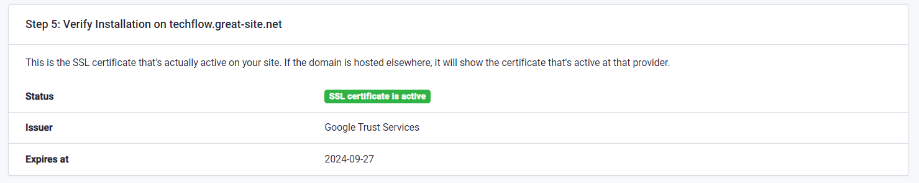 Step 5: Verify Installation on techflow.great-site.net
This is the SSL certificate that's actually active on your site. If the domain is hosted elsewhere, it will show the certificate that's active at that provider.
Status SSL certificate is active
Issuer Google Trust Services
Expires at 2024-09-27